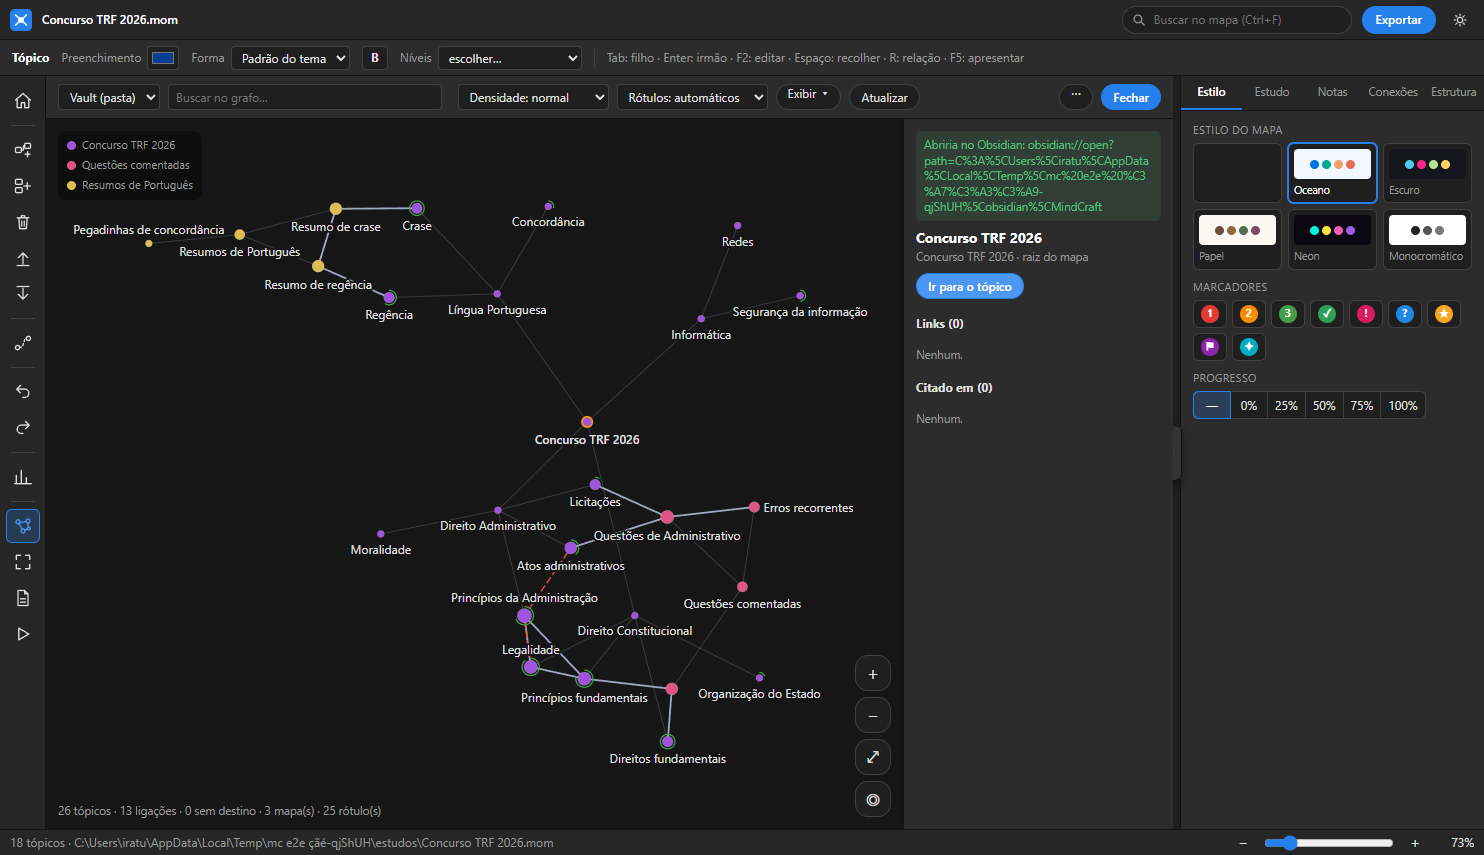 Concurso TRF 2026.mom
Buscar no mapa (Ctrl+F)
Exportar
Tópico
Preenchimento
Forma
Padrão do tema
B
Níveis
escolher...
Tab: filho · Enter: irmão · F2: editar · Espaço: recolher · R: relação · F5: apresentar
Vault (pasta)
Buscar no grafo...
Densidade: normal
Rótulos: automáticos
Exibir
Atualizar
...
Fechar
Concurso TRF 2026
Questões comentadas
Resumos de Português
Pegadinhas de concordância
Resumo de crase
Crase
Concordância
Redes
Resumos de Português
Resumo de regência
Regência
Língua Portuguesa
Segurança da informação
Informática
Concurso TRF 2026
Licitações
Erros recorrentes
Direito Administrativo
Questões de Administrativo
Moralidade
Atos administrativos
Princípios da Administração
Questões comentadas
Direito Constitucional
Legalidade
Princípios fundamentais
Organização do Estado
Direitos fundamentais
+
−
26 tópicos · 13 ligações · 0 sem destino · 3 mapa(s) · 25 rótulo(s)
Abriria no Obsidian: obsidian://open?
path=C%3A%5CUsers%5Ciratu%5CAppData
%5CLocal%5CTemp%5Cmc%20e2e%20%C3
%A7%C3%A3%C3%A9-
qjShUH%5Cobsidian%5CMindCraft
Concurso TRF 2026
Concurso TRF 2026 · raiz do mapa
Ir para o tópico
Links (0)
Nenhum.
Citado em (0)
Nenhum.
Estilo
Estudo
Notas
Conexões
Estrutura
ESTILO DO MAPA
Oceano
Escuro
Papel
Neon
Monocromático
MARCADORES
1
2
3
✓
!
?
★
PROGRESSO
—
0%
25%
50%
75%
100%
18 tópicos · C:\Users\iratu\AppData\Local\Temp\mc e2e çãé-qjShUH\estudos\Concurso TRF 2026.mom
−
+
73%